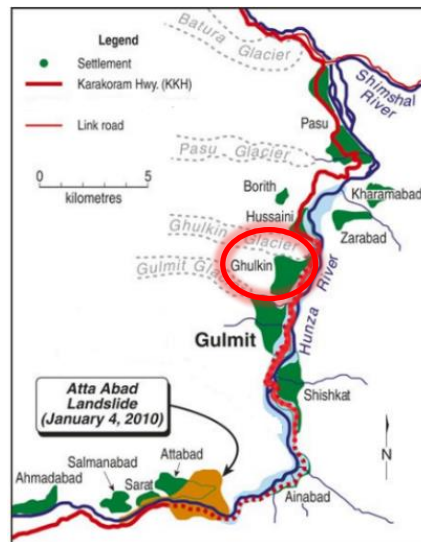 Batura
Glacier
Legend
Settlement
Karakoram Hwy. (KKH)
Link road
0
5
kilometres
Shimshal
River
Pasu
Pasu Glacier
Borith
Kharamabad
Hussaini
Zarabad
Ghulkin Glacier
Ghulkin
Gulmit Gla
Hunza River
Gulmit
Atta Abad
Landslide
(January 4, 2010)
Shishkat
N
Attabad
Salmanabad
Sarat
Ahmadabad
Ainabad